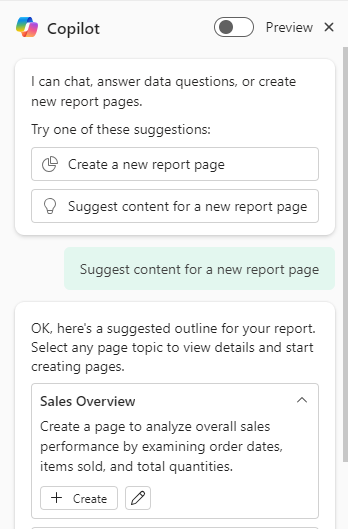 Copilot
Preview
I can chat, answer data questions, or create
new report pages.
Try one of these suggestions:
Create a new report page
Suggest content for a new report page
Suggest content for a new report page
OK, here's a suggested outline for your report.
Select any page topic to view details and start
creating pages.
Sales Overview
Create a page to analyze overall sales
performance by examining order dates,
items sold, and total quantities.
Create